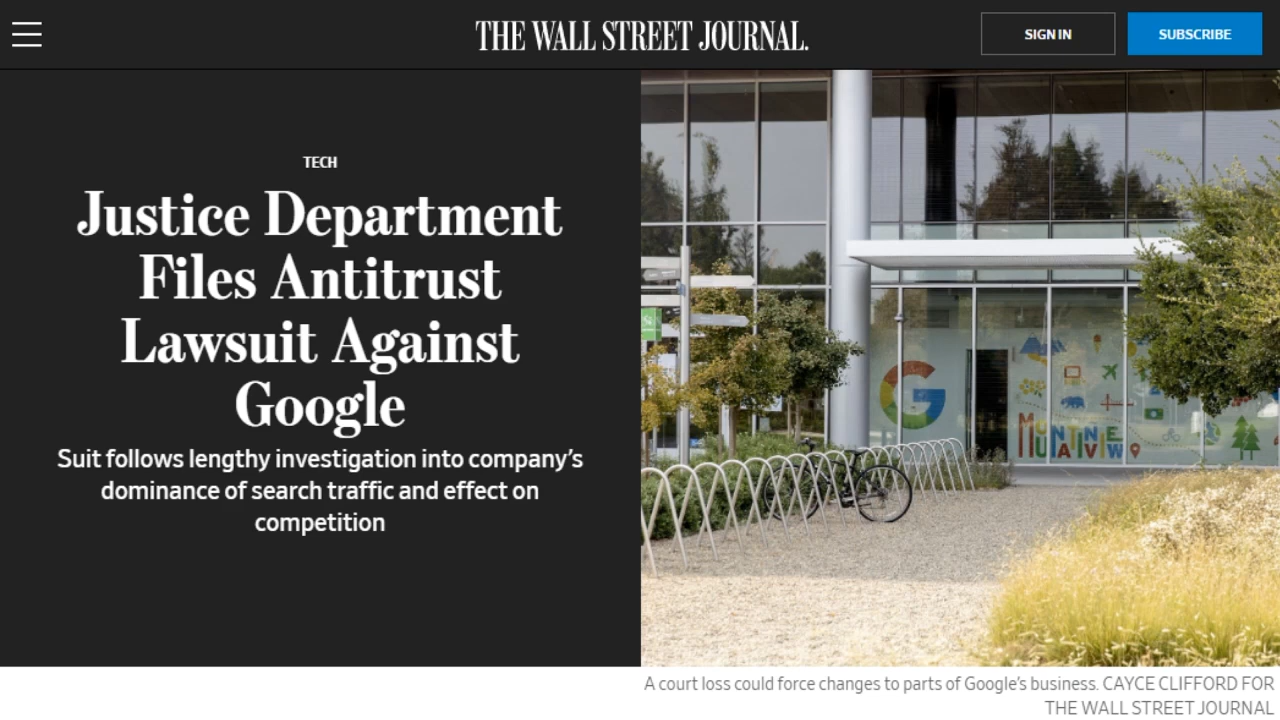 THE WALL STREET JOURNAL.
SIGN IN
SUBSCRIBE
TECH
Justice Department
Files Antitrust
Lawsuit Against
Google
Suit follows lengthy investigation into company’s
dominance of search traffic and effect on
competition
G
MOUNTAIN VIEW
A court loss could force changes to parts of Google’s business. CAYCE CLIFFORD FOR
THE WALL STREET JOURNAL